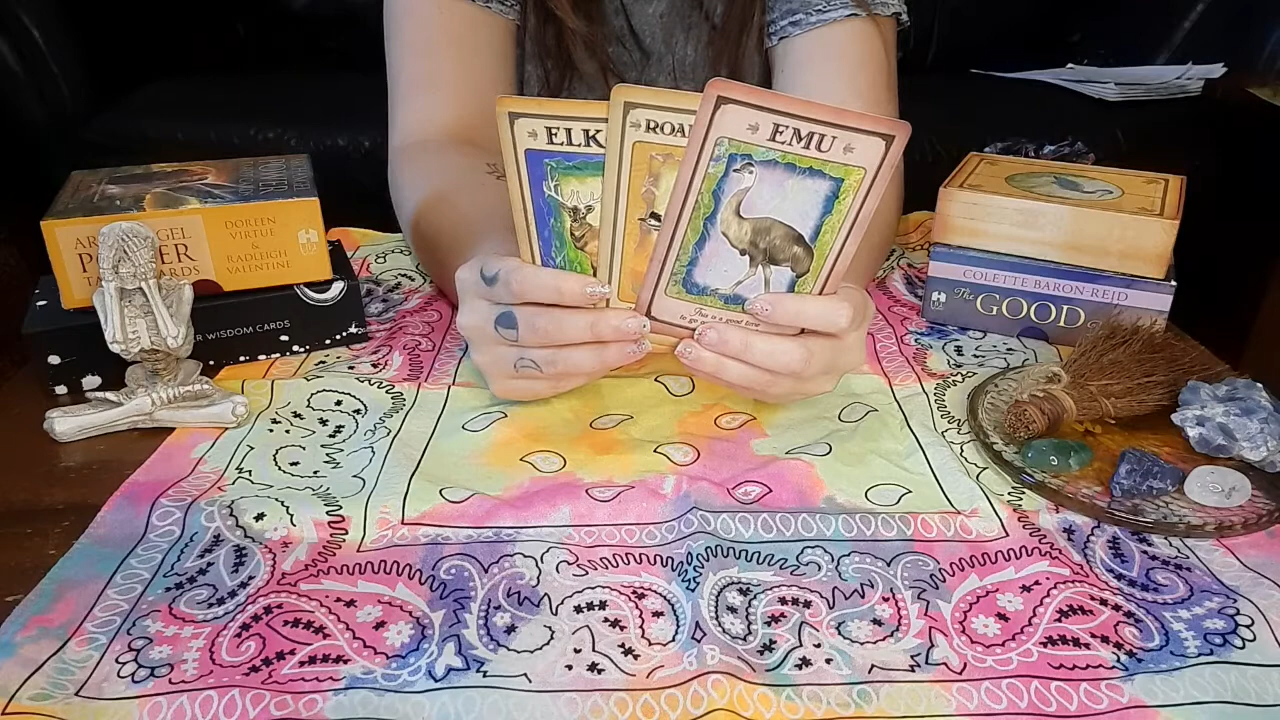 ELK
ROA
EMU
This is a good time
to go
POWER
DOREEN
VIRTUE
&
RADLEIGH
VALENTINE
WISDOM CARDS
COLETTE BARON-REID
The
GOOD